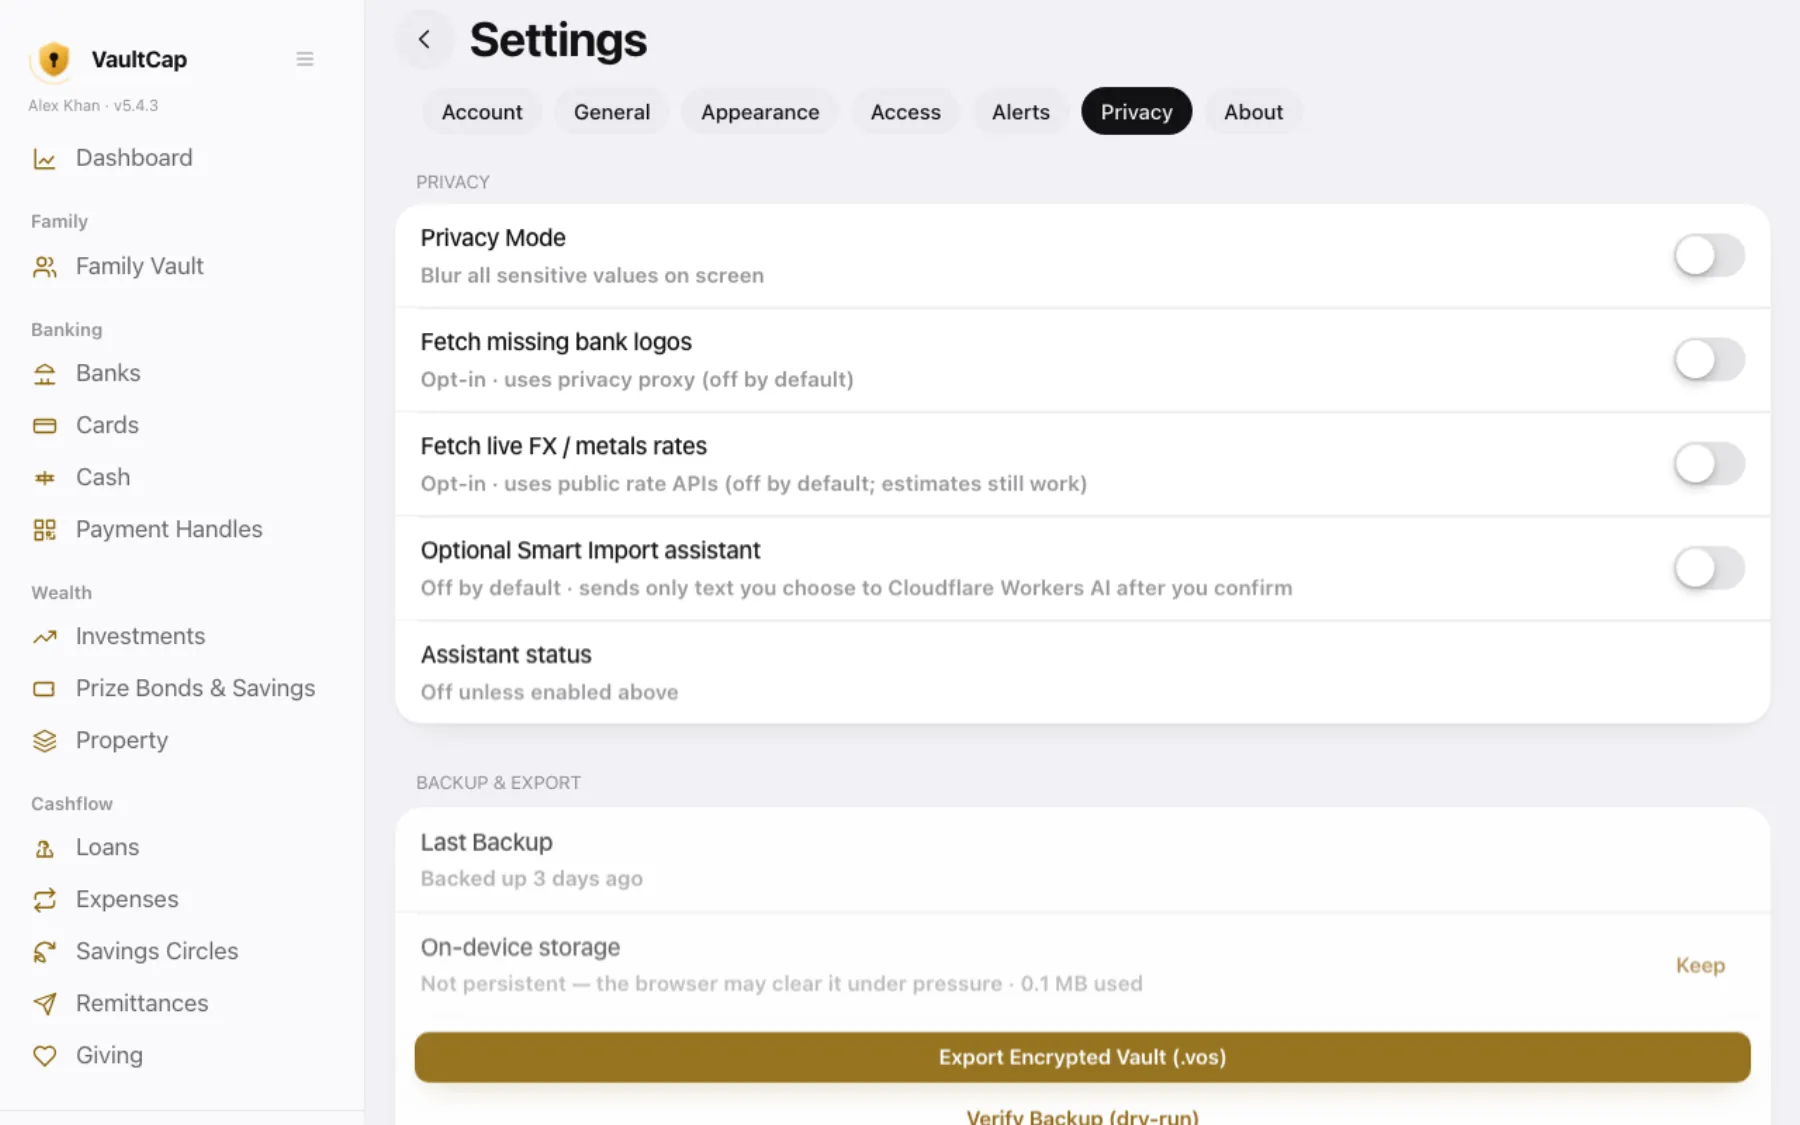 VaultCap
Alex Khan · v5.4.3
Dashboard
Family
Family Vault
Banking
Banks
Cards
Cash
Payment Handles
Wealth
Investments
Prize Bonds & Savings
Property
Cashflow
Loans
Expenses
Savings Circles
Remittances
Giving
Settings
Account
General
Appearance
Access
Alerts
Privacy
About
PRIVACY
Privacy Mode
Blur all sensitive values on screen
Fetch missing bank logos
Opt-in · uses privacy proxy (off by default)
Fetch live FX / metals rates
Opt-in · uses public rate APIs (off by default; estimates still work)
Optional Smart Import assistant
Off by default · sends only text you choose to Cloudflare Workers AI after you confirm
Assistant status
Off unless enabled above
BACKUP & EXPORT
Last Backup
Backed up 3 days ago
On-device storage
Not persistent — the browser may clear it under pressure · 0.1 MB used
Keep
Export Encrypted Vault (.vos)
Verify Backup (dry-run)